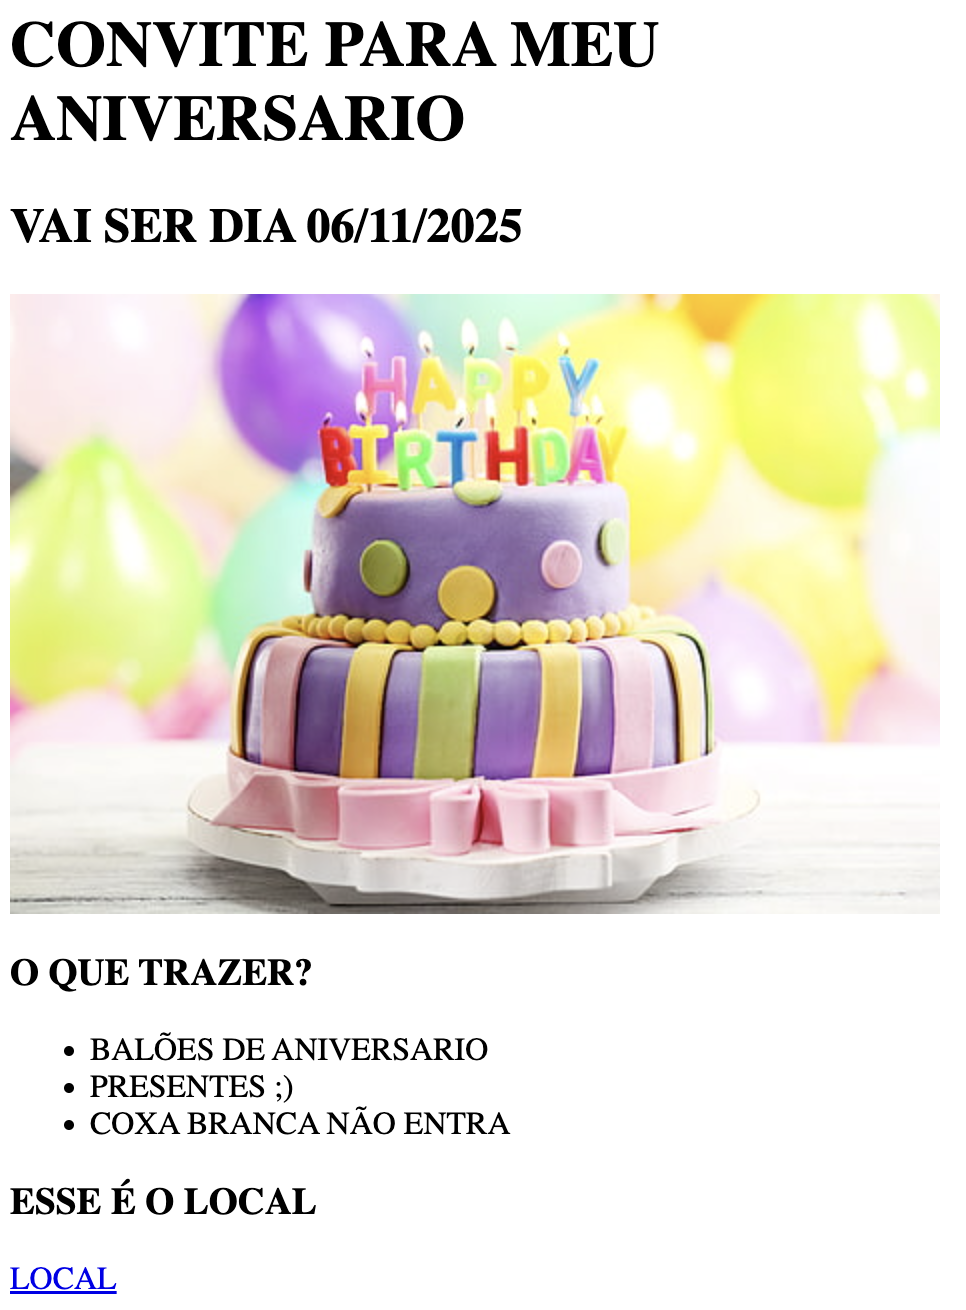 CONVITE PARA MEU
ANIVERSARIO
VAI SER DIA 06/11/2025
HAPPY
BIRTHDAY
O QUE TRAZER?
BALÕES DE ANIVERSARIO
PRESENTES ;)
COXA BRANCA NÃO ENTRA
ESSE É O LOCAL
LOCAL